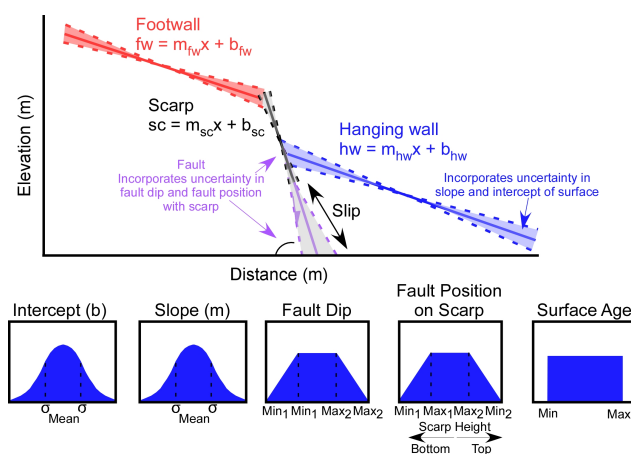 Footwall
fw = m_fw x + b_fw
Scarp
sc = m_sc x + b_sc
Hanging wall
hw = m_hw x + b_hw
Fault
Incorporates uncertainty in
fault dip and fault position
with scarp
Incorporates uncertainty in
slope and intercept of surface
Slip
Elevation (m)
Distance (m)
Intercept (b)
σ σ
Mean
Slope (m)
σ σ
Mean
Fault Dip
Min1 Min1 Max2 Max2
Fault Position
on Scarp
Min1 Max1 Max2 Min2
Scarp Height
Bottom Top
Surface Age
Min Max